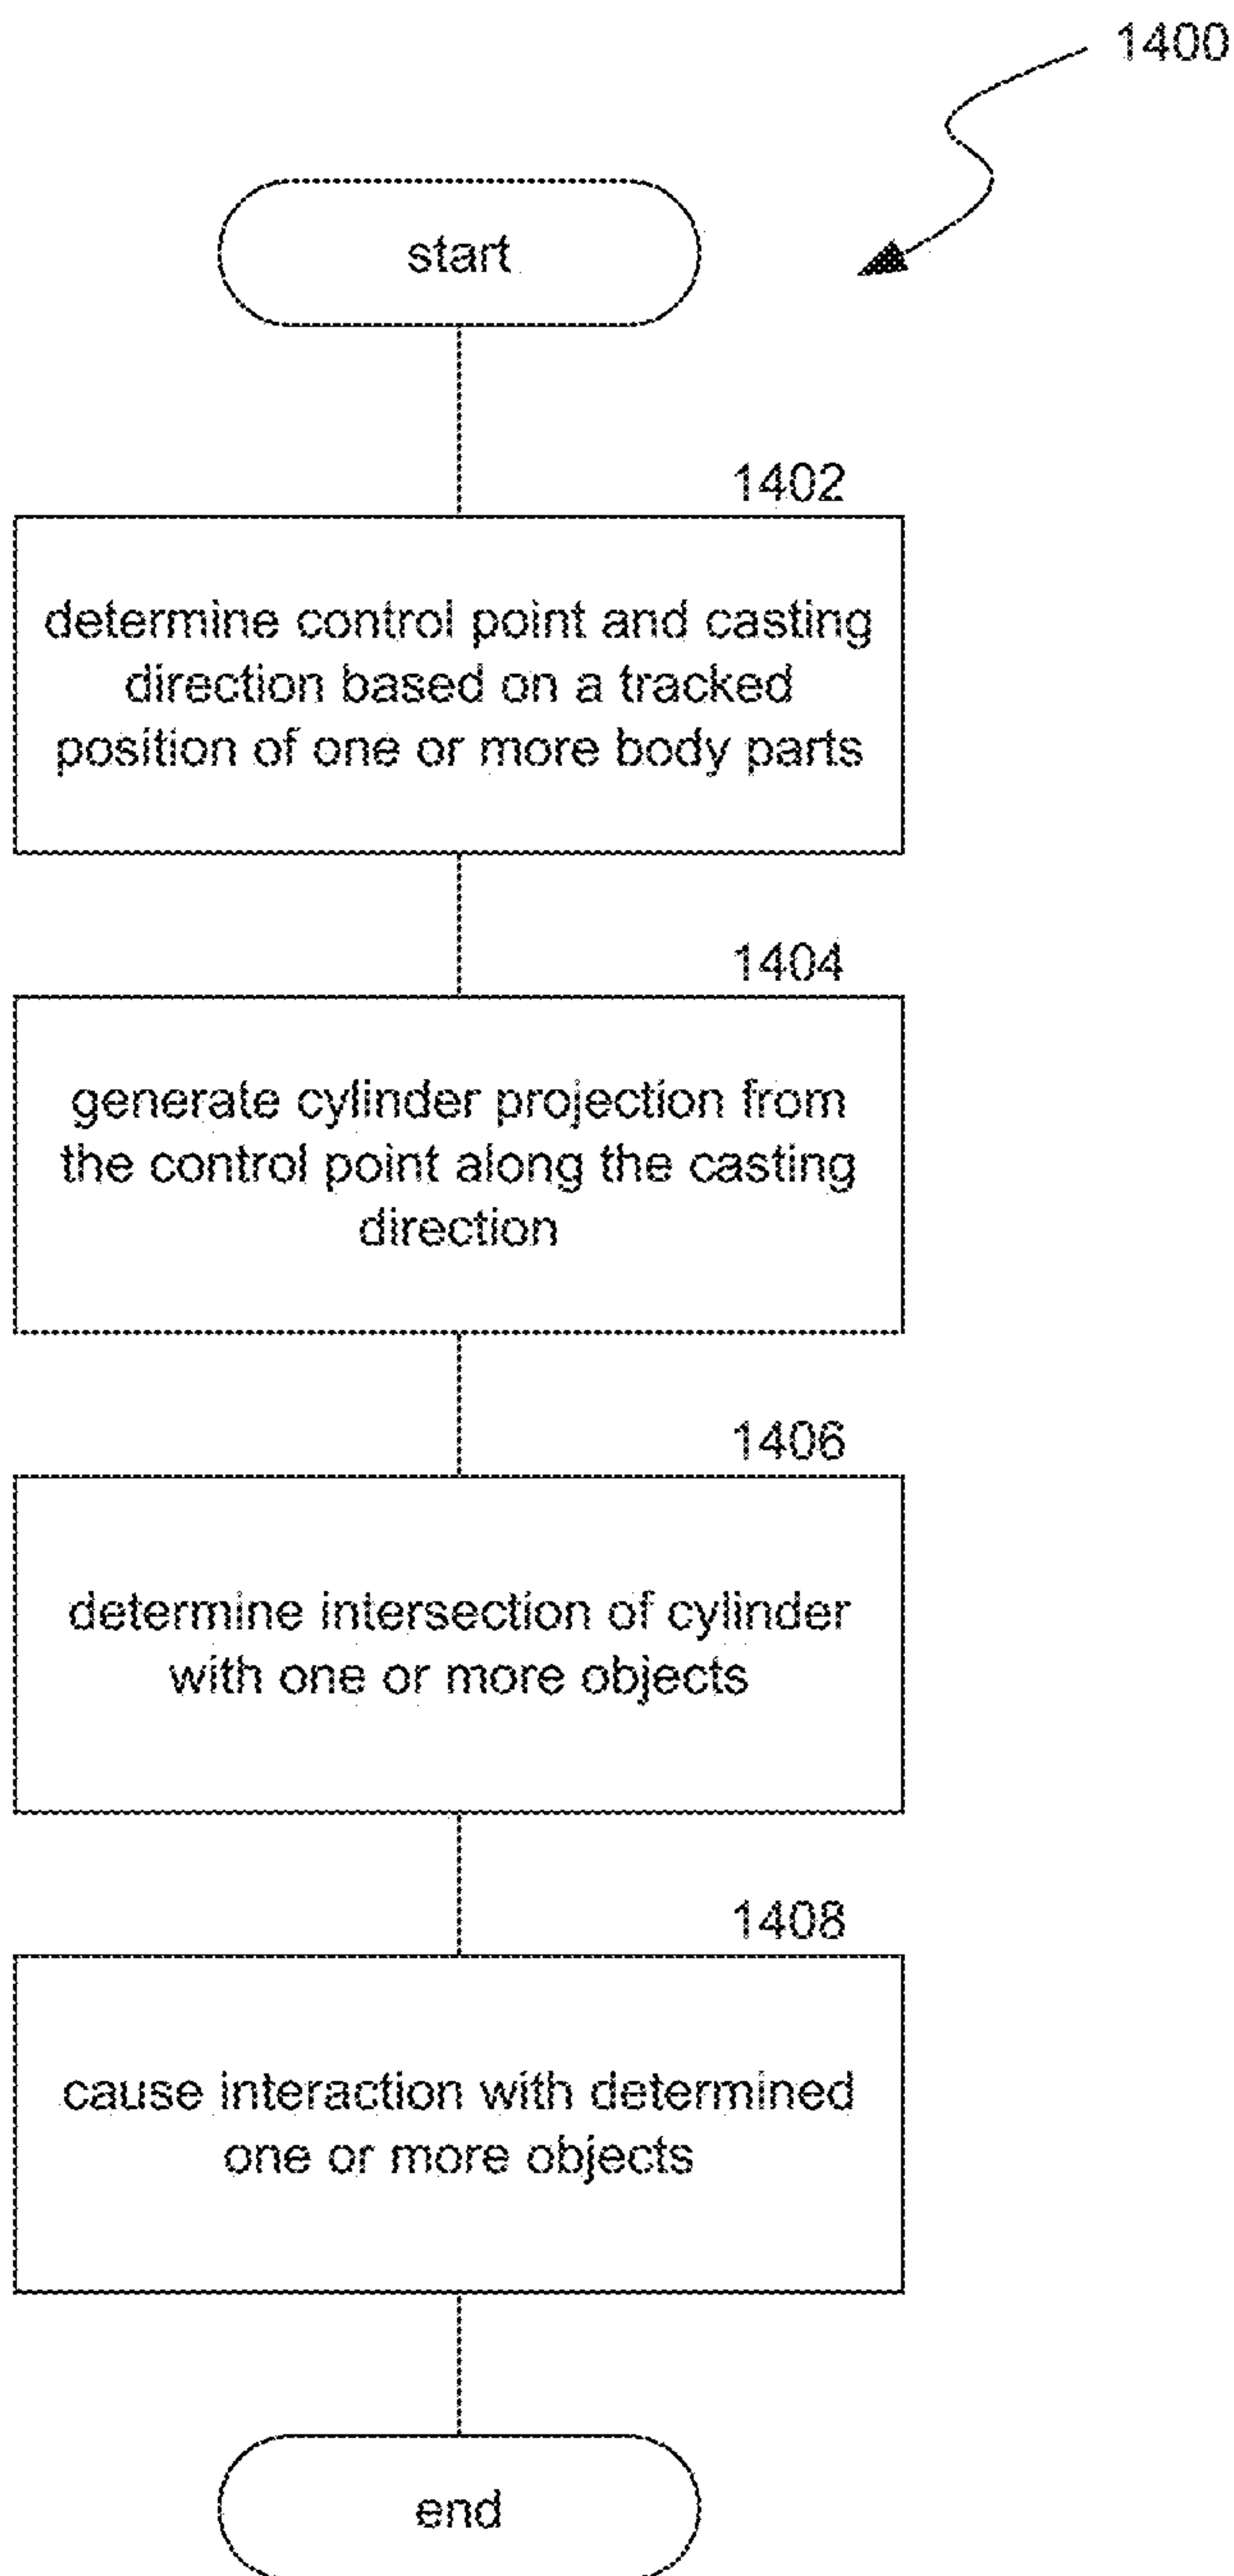 1400
start
1402
determine control point and casting
direction based on a tracked
position of one or more body parts
1404
generate cylinder projection from
the control point along the casting
direction
1406
determine intersection of cylinder
with one or more objects
1408
cause interaction with determined
one or more objects
end